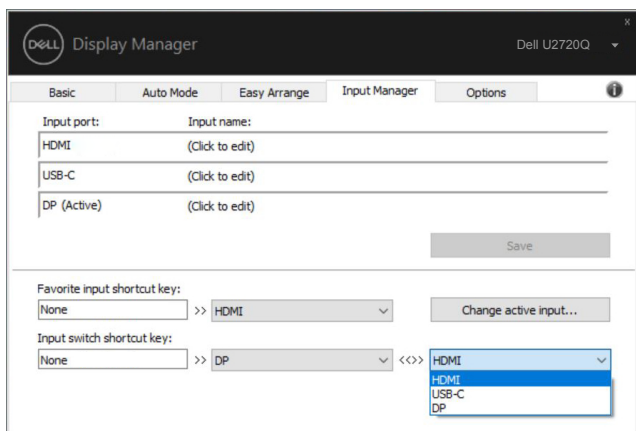 x
DELL Display Manager Dell U2720Q
Basic Auto Mode Easy Arrange Input Manager Options i
Input port: Input name:
HDMI (Click to edit)
USB-C (Click to edit)
DP (Active) (Click to edit)
Save
Favorite input shortcut key:
None >> HDMI Change active input...
Input switch shortcut key:
None >> DP <<>> HDMI
HDMI
USB-C
DP